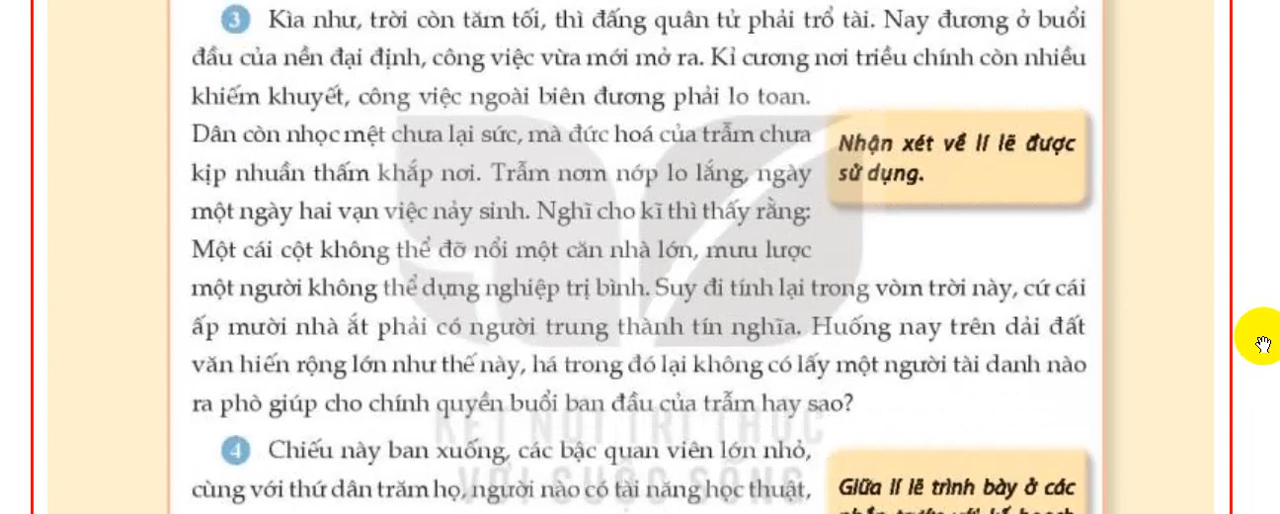 3 Kìa như, trời còn tăm tối, thì đấng quân tử phải trổ tài. Nay đương ở buổi
đầu của nền đại định, công việc vừa mới mở ra. Kỉ cương nơi triều chính còn nhiều
khiếm khuyết, công việc ngoài biên đương phải lo toan.
Dân còn nhọc mệt chưa lại sức, mà đức hoá của trẫm chưa
kịp nhuần thấm khắp nơi. Trẫm nơm nóp lo lắng, ngày
một ngày hai vạn việc nảy sinh. Nghĩ cho kĩ thì thấy rằng:
Một cái cột không thể đỡ nổi một căn nhà lớn, mưu lược
một người không thể dựng nghiệp trị bình. Suy đi tính lại trong vòm trời này, cứ cái
ấp mười nhà ắt phải có người trung thành tín nghĩa. Huống nay trên dải đất
văn hiến rộng lớn như thế này, há trong đó lại không có lấy một người tài danh nào
ra phò giúp cho chính quyền buổi ban đầu của trẫm hay sao?
Nhận xét về lí lẽ được
sử dụng.
KẾT NỐI TRI THỨC
VỚI CUỘC SỐNG
4 Chiếu này ban xuống, các bậc quan viên lớn nhỏ,
cùng với thứ dân trăm họ, người nào có tài năng học thuật,
Giữa lí lẽ trình bày ở các